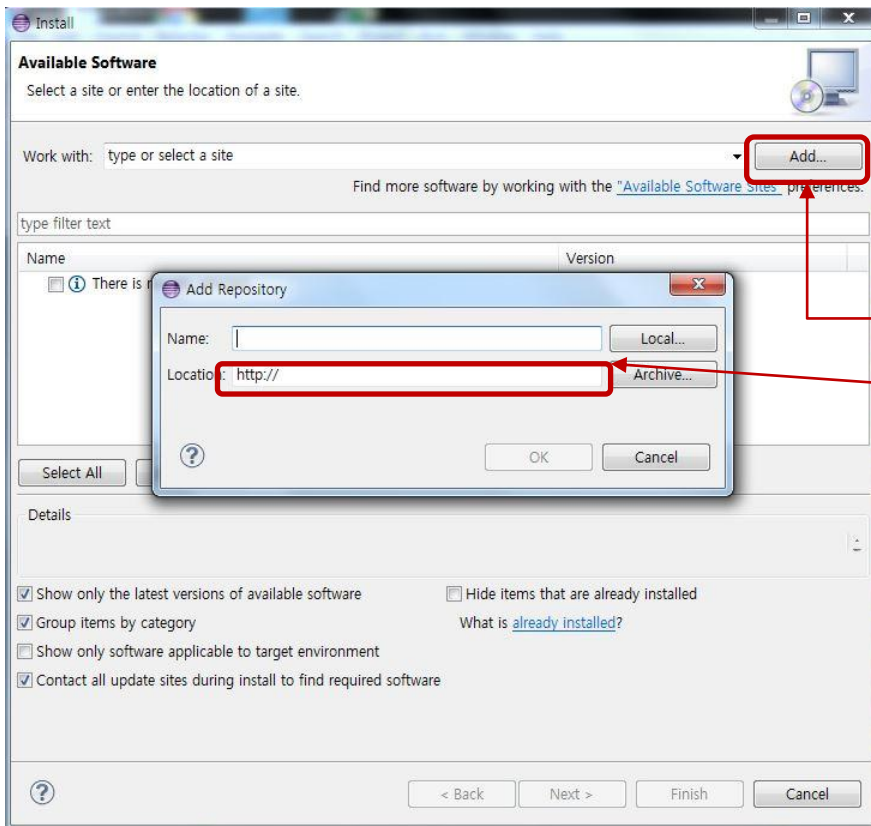 Install
Available Software
Select a site or enter the location of a site.
Work with: type or select a site Add...
Find more software by working with the "Available Software Sites" preferences.
type filter text
Name Version
There is
Add Repository
Name: Local...
Location: http:// Archive...
OK Cancel
Select All
Details
Show only the latest versions of available software Hide items that are already installed
Group items by category What is already installed?
Show only software applicable to target environment
Contact all update sites during install to find required software
< Back Next > Finish Cancel